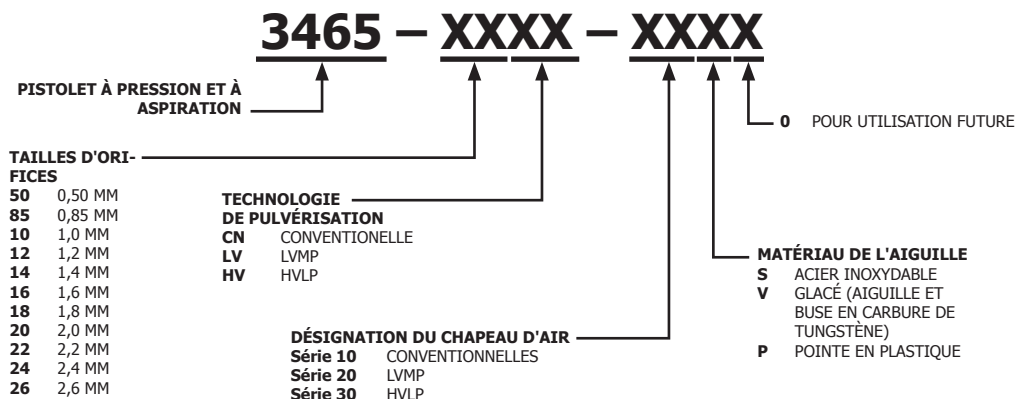 3465 – XXXX – XXXX
PISTOLET À PRESSION ET À
ASPIRATION
0 POUR UTILISATION FUTURE
TAILLES D'ORI-
FICES
50 0,50 MM
85 0,85 MM
10 1,0 MM
12 1,2 MM
14 1,4 MM
16 1,6 MM
18 1,8 MM
20 2,0 MM
22 2,2 MM
24 2,4 MM
26 2,6 MM
TECHNOLOGIE
DE PULVÉRISATION
CN CONVENTIONELLE
LV LVMP
HV HVLP
DÉSIGNATION DU CHAPEAU D'AIR
Série 10 CONVENTIONNELLES
Série 20 LVMP
Série 30 HVLP
MATÉRIAU DE L'AIGUILLE
S ACIER INOXYDABLE
V GLACÉ (AIGUILLE ET
BUSE EN CARBURE DE
TUNGSTÈNE)
P POINTE EN PLASTIQUE